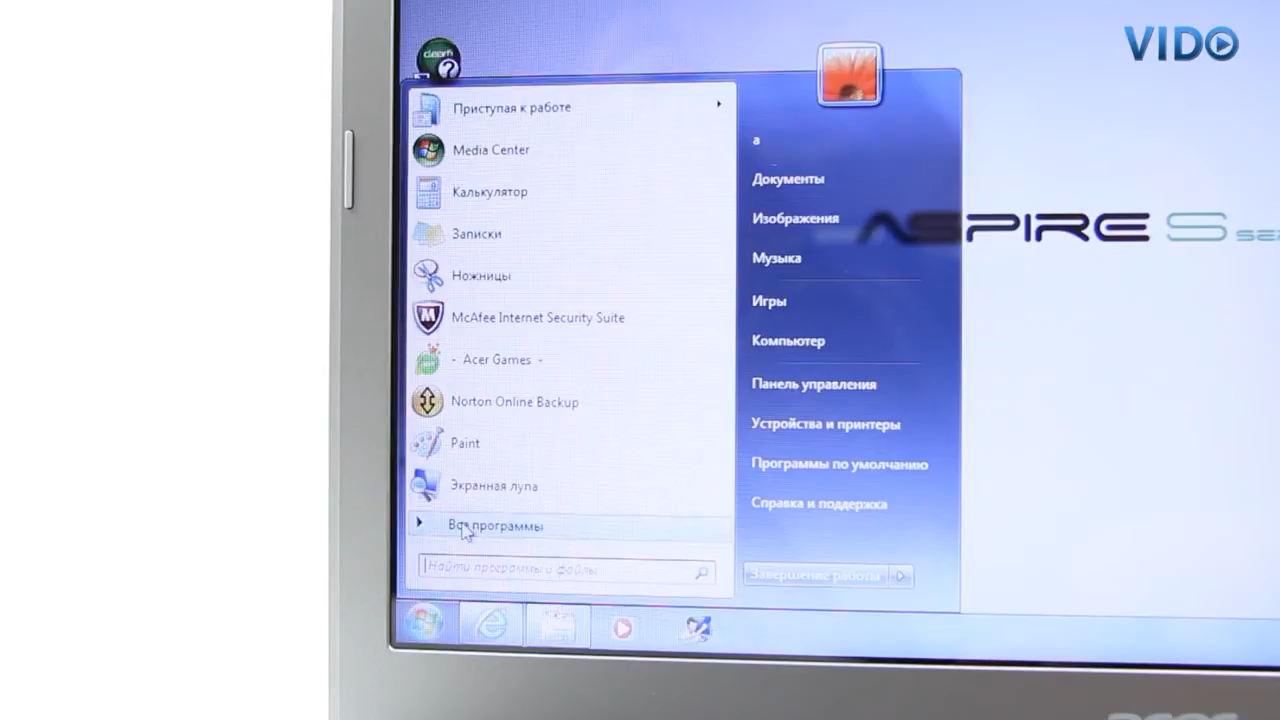 VIDO
clear.fi
Приступая к работе
Media Center
Калькулятор
Записки
Ножницы
McAfee Internet Security Suite
- Acer Games -
Norton Online Backup
Paint
Экранная лупа
Все программы
Найти программы и файлы
а
Документы
Изображения
Музыка
Игры
Компьютер
Панель управления
Устройства и принтеры
Программы по умолчанию
Справка и поддержка
Завершение работы
ASPIRE S